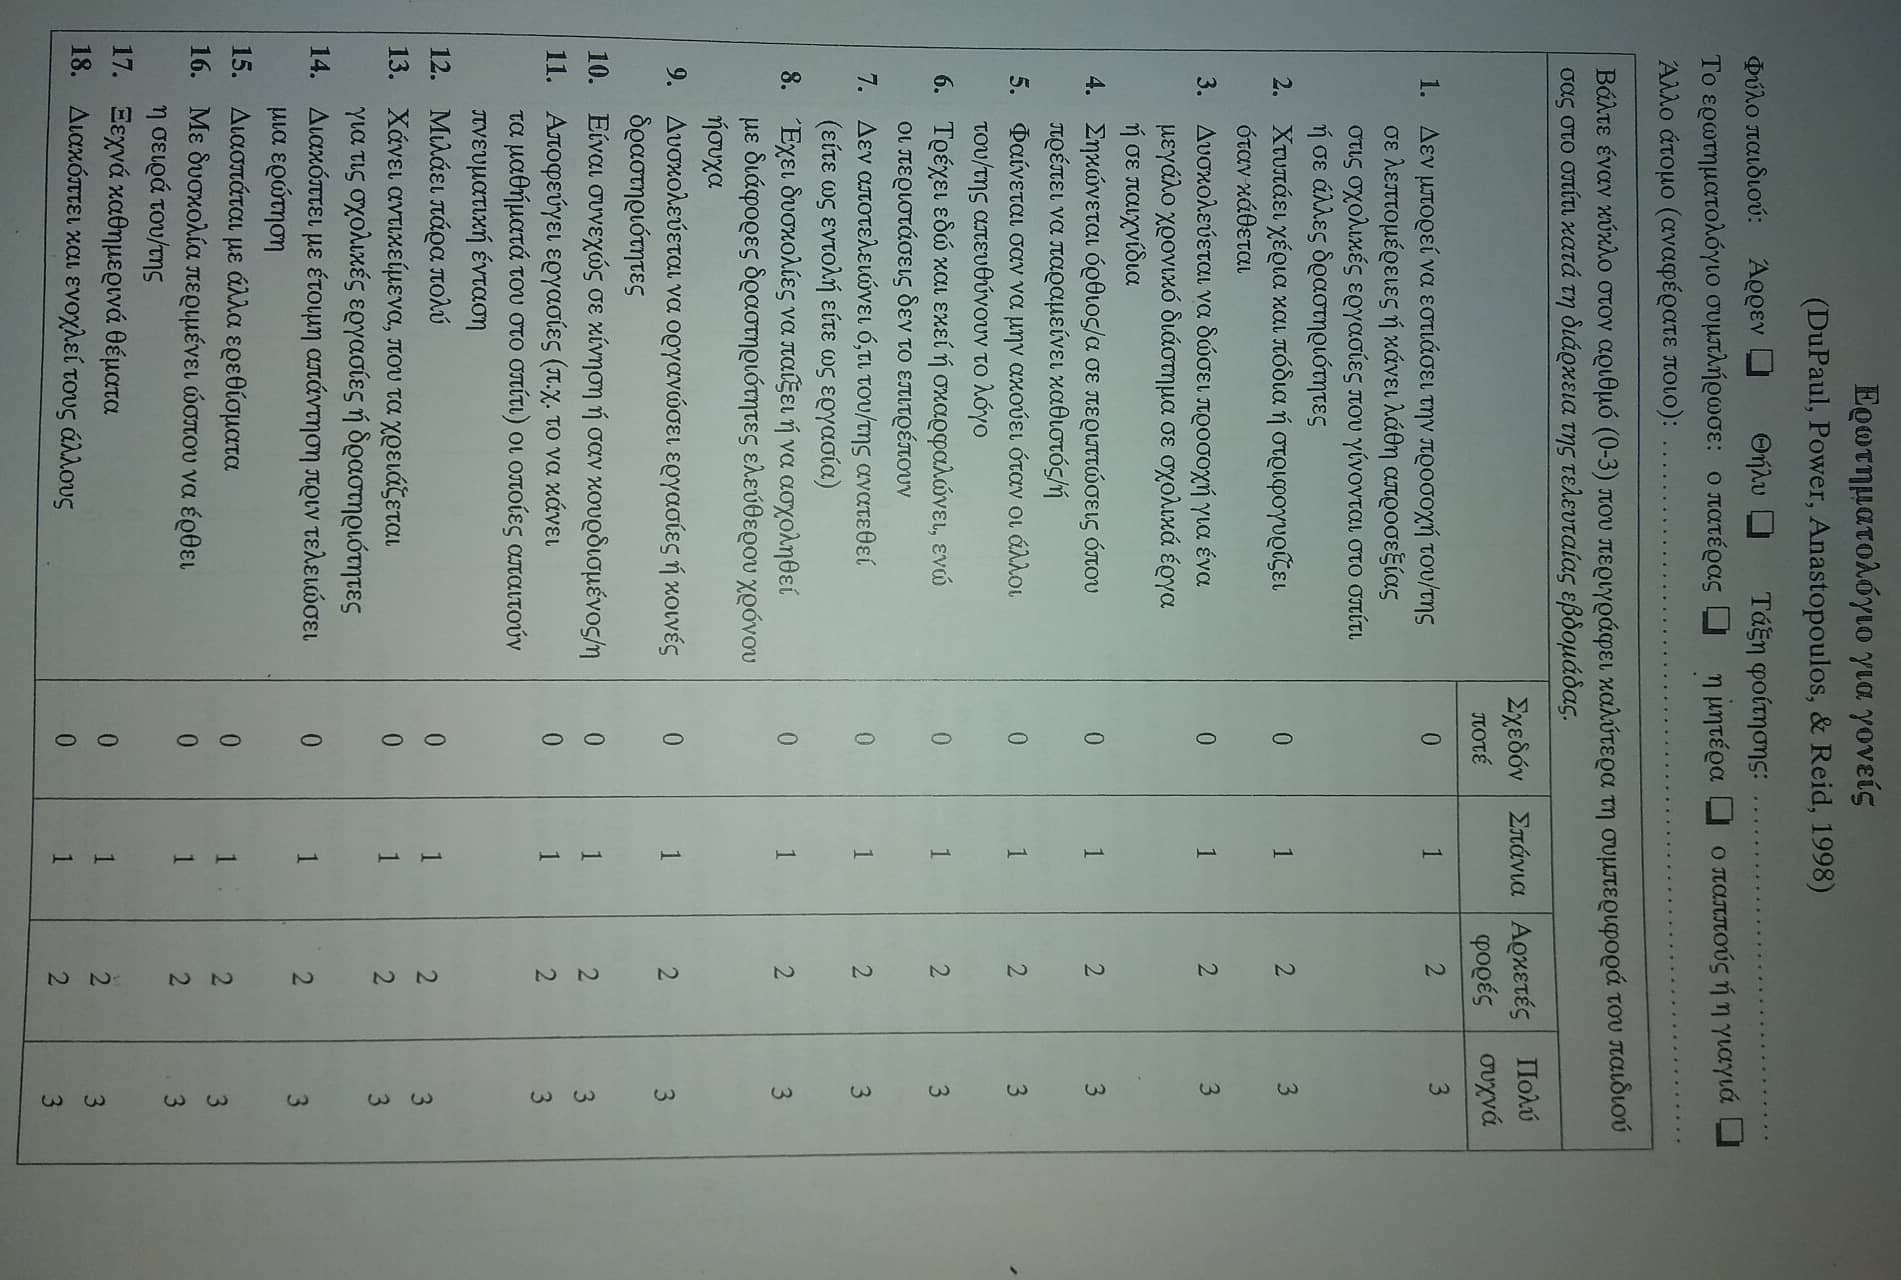 Ερωτηματολόγιο για γονείς
(DuPaul, Power, Anastopoulos, & Reid, 1998)
Φύλο παιδιού: Άρρεν ❑ Θήλυ ❑ Τάξη φοίτησης: ........................................
Το ερωτηματολόγιο συμπλήρωσε: ο πατέρας ❑ η μητέρα ❑ ο παππούς ή η γιαγιά ❑
Άλλο άτομο (αναφέρατε ποιο): ................................................................
Βάλτε έναν κύκλο στον αριθμό (0-3) που περιγράφει καλύτερα τη συμπεριφορά του παιδιού
σας στο σπίτι κατά τη διάρκεια της τελευταίας εβδομάδας.
Σχεδόν Σπάνια Αρκετές Πολύ
ποτέ φορές συχνά
1. Δεν μπορεί να εστιάσει την προσοχή του/της 0 1 2 3
σε λεπτομέρειες ή κάνει λάθη απροσεξίας
στις σχολικές εργασίες που γίνονται στο σπίτι
ή σε άλλες δραστηριότητες
2. Χτυπάει χέρια και πόδια ή στριφογυρίζει 0 1 2 3
όταν κάθεται
3. Δυσκολεύεται να δώσει προσοχή για ένα 0 1 2 3
μεγάλο χρονικό διάστημα σε σχολικά έργα
ή σε παιχνίδια
4. Σηκώνεται όρθιος/α σε περιπτώσεις όπου 0 1 2 3
πρέπει να παραμείνει καθιστός/ή
5. Φαίνεται σαν να μην ακούει όταν οι άλλοι 0 1 2 3
του/της απευθύνουν το λόγο
6. Τρέχει εδώ και εκεί ή σκαρφαλώνει, ενώ 0 1 2 3
οι περιστάσεις δεν το επιτρέπουν
7. Δεν αποτελειώνει ό,τι του/της ανατεθεί 0 1 2 3
(είτε ως εντολή είτε ως εργασία)
8. Έχει δυσκολίες να παίξει ή να ασχοληθεί 0 1 2 3
με διάφορες δραστηριότητες ελεύθερου χρόνου
ήσυχα
9. Δυσκολεύεται να οργανώσει εργασίες ή κοινές 0 1 2 3
δραστηριότητες
10. Είναι συνεχώς σε κίνηση ή σαν κουρδισμένος/η 0 1 2 3
11. Αποφεύγει εργασίες (π.χ. το να κάνει 0 1 2 3
τα μαθήματά του στο σπίτι) οι οποίες απαιτούν
πνευματική ένταση
12. Μιλάει πάρα πολύ 0 1 2 3
13. Χάνει αντικείμενα, που τα χρειάζεται 0 1 2 3
για τις σχολικές εργασίες ή δραστηριότητες
14. Διακόπτει με έτοιμη απάντηση πριν τελειώσει 0 1 2 3
μια ερώτηση
15. Διασπάται με άλλα ερεθίσματα 0 1 2 3
16. Με δυσκολία περιμένει ώσπου να έρθει 0 1 2 3
η σειρά του/της
17. Ξεχνά καθημερινά θέματα 0 1 2 3
18. Διακόπτει και ενοχλεί τους άλλους 0 1 2 3